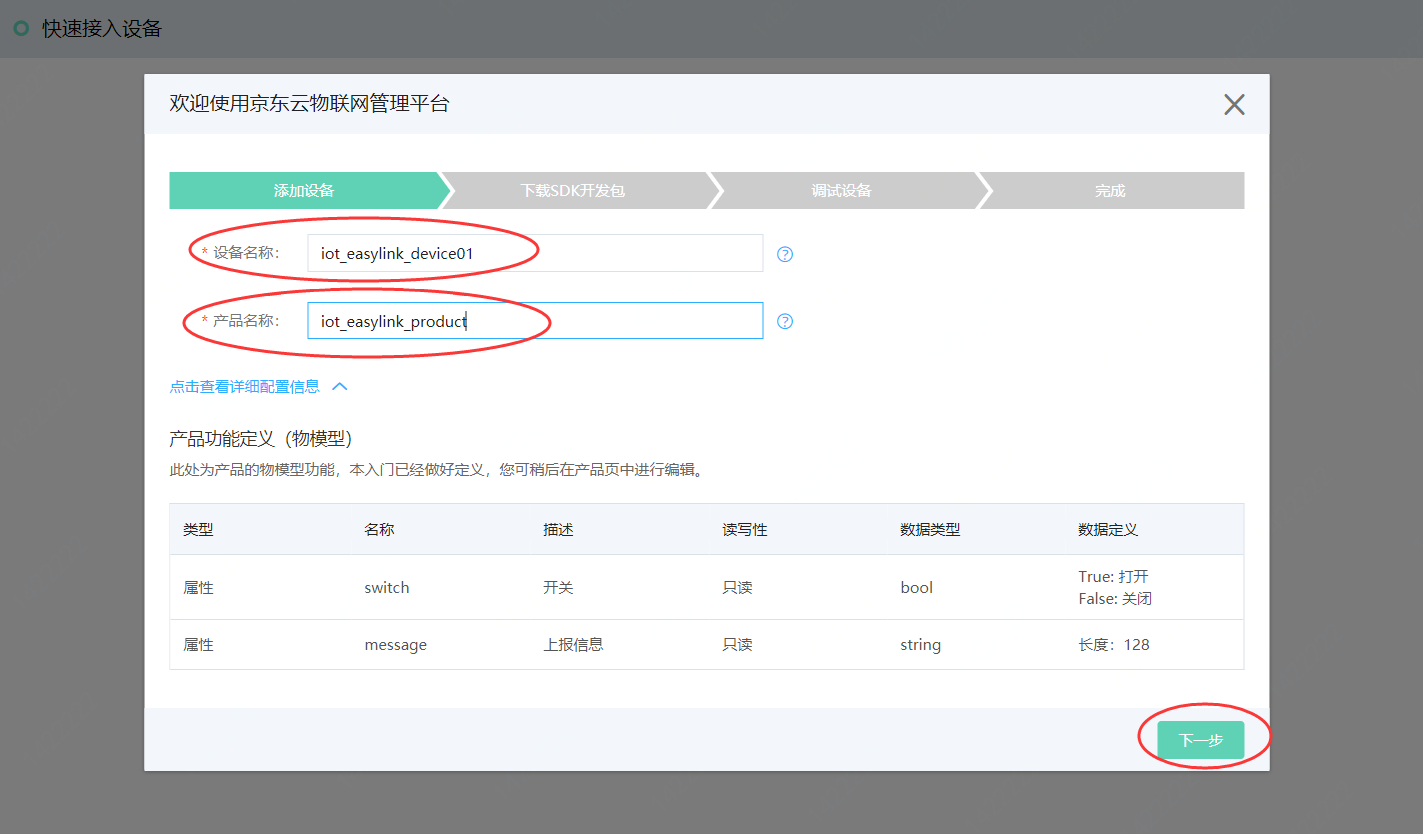 快速接入设备
欢迎使用京东云物联网管理平台
添加设备 下载SDK开发包 调试设备 完成
* 设备名称： iot_easylink_device01 ?
* 产品名称： iot_easylink_product ?
点击查看详细配置信息
产品功能定义（物模型）
此处为产品的物模型功能，本入门已经做好定义，您可稍后在产品页中进行编辑。
类型 名称 描述 读写性 数据类型 数据定义
属性 switch 开关 只读 bool True: 打开
False: 关闭
属性 message 上报信息 只读 string 长度：128
下一步